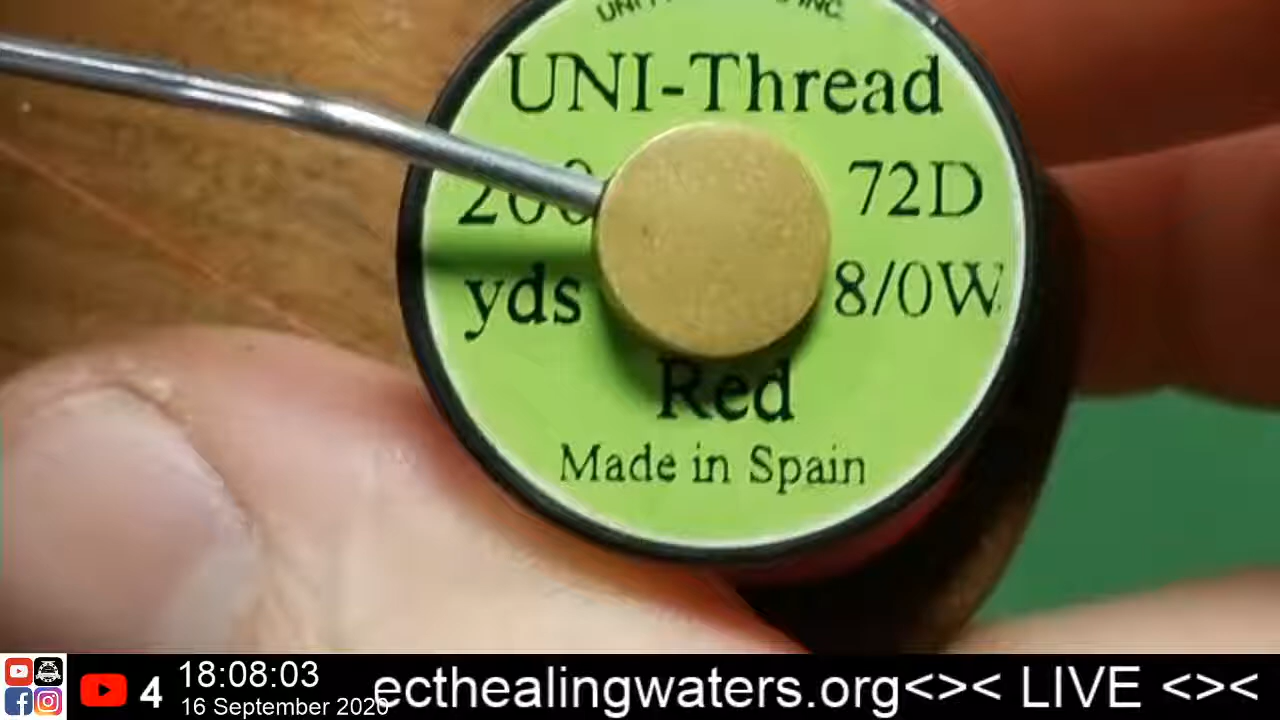 UNI-Thread
200
yds
72D
8/0W
Red
Made in Spain
4
18:08:03
16 September 2020
ecthealingwaters.org<>< LIVE <><